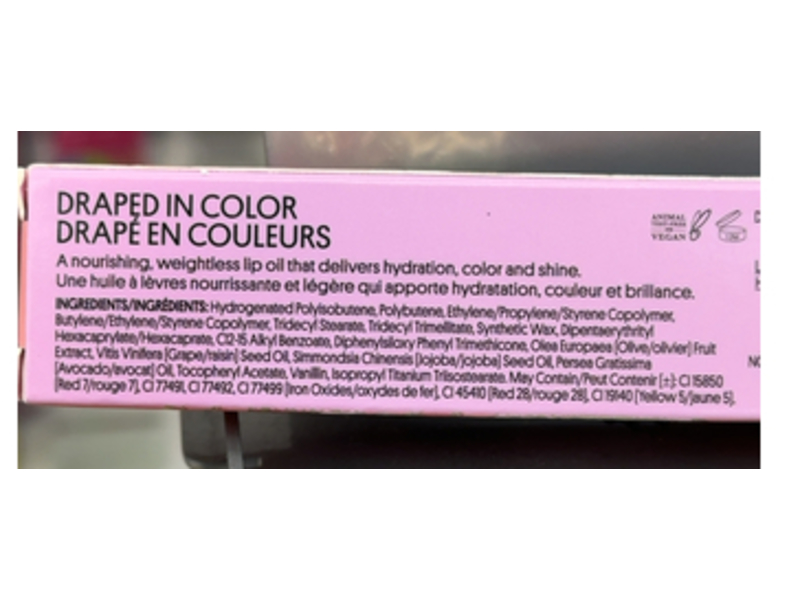 DRAPED IN COLOR
DRAPÉ EN COULEURS
A nourishing, weightless lip oil that delivers hydration, color and shine.
Une huile à lèvres nourrissante et légère qui apporte hydratation, couleur et brillance.
INGREDIENTS/INGRÉDIENTS: Hydrogenated Polyisobutene, Polybutene, Ethylene/Propylene/Styrene Copolymer,
Butylene/Ethylene/Styrene Copolymer, Tridecyl Stearate, Tridecyl Trimellitate, Synthetic Wax, Dipentaerythrityl
Hexacaprylate/Hexacaprate, C12-15 Alkyl Benzoate, Diphenylsiloxy Phenyl Trimethicone, Olea Europaea [Olive/olivier] Fruit
Extract, Vitis Vinifera [Grape/raisin] Seed Oil, Simmondsia Chinensis [Jojoba/jojoba] Seed Oil, Persea Gratissima
[Avocado/avocat] Oil, Tocopheryl Acetate, Vanillin, Isopropyl Titanium Triisostearate. May Contain/Peut Contenir [±]: CI 15850
[Red 7/rouge 7], CI 77491, CI 77492, CI 77499 [Iron Oxides/oxydes de fer], CI 45410 [Red 28/rouge 28], CI 19140 [Yellow 5/jaune 5].
ANIMAL
VEGAN